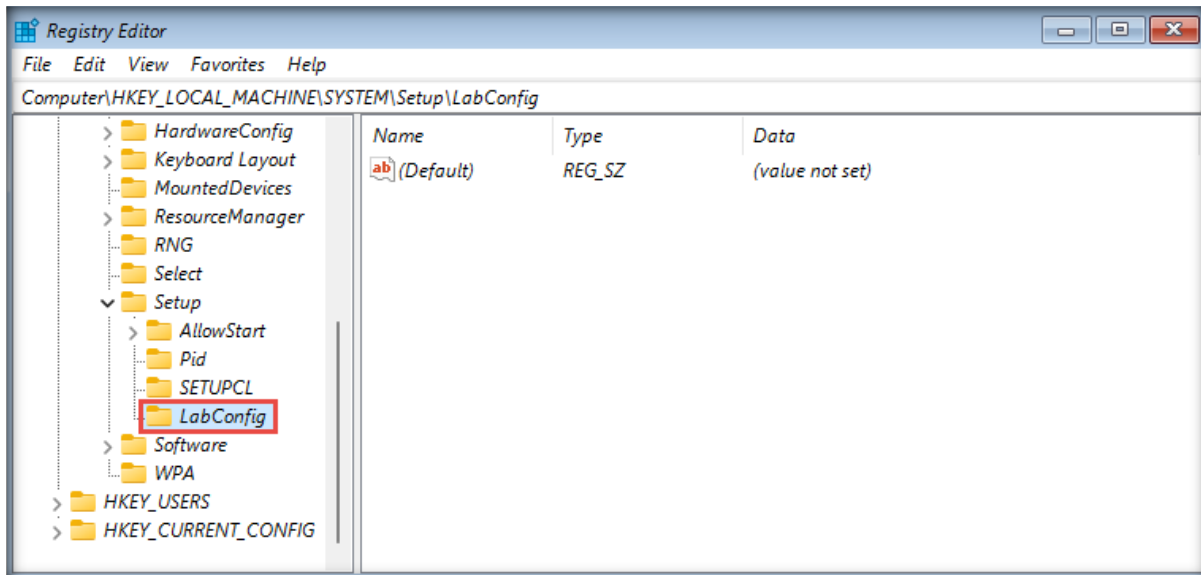 Registry Editor
File Edit View Favorites Help
Computer\HKEY_LOCAL_MACHINE\SYSTEM\Setup\LabConfig
HardwareConfig
Keyboard Layout
MountedDevices
ResourceManager
RNG
Select
Setup
AllowStart
Pid
SETUPCL
LabConfig
Software
WPA
HKEY_USERS
HKEY_CURRENT_CONFIG
Name Type Data
ab (Default) REG_SZ (value not set)